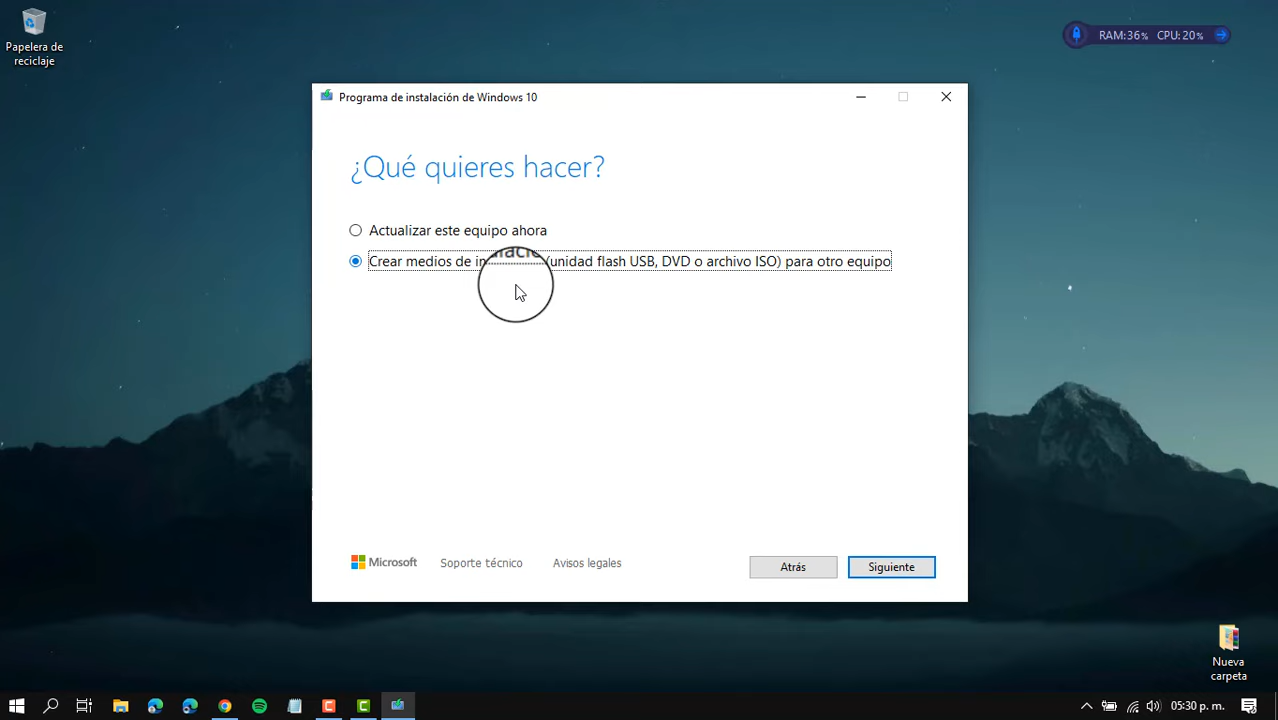 Papelera de
reciclaje
RAM:36% CPU:20%
Programa de instalación de Windows 10
¿Qué quieres hacer?
Actualizar este equipo ahora
Crear medios de (unidad flash USB, DVD o archivo ISO) para otro equipo
Microsoft
Soporte técnico
Avisos legales
Atrás
Siguiente
Nueva
carpeta
05:30 p. m.